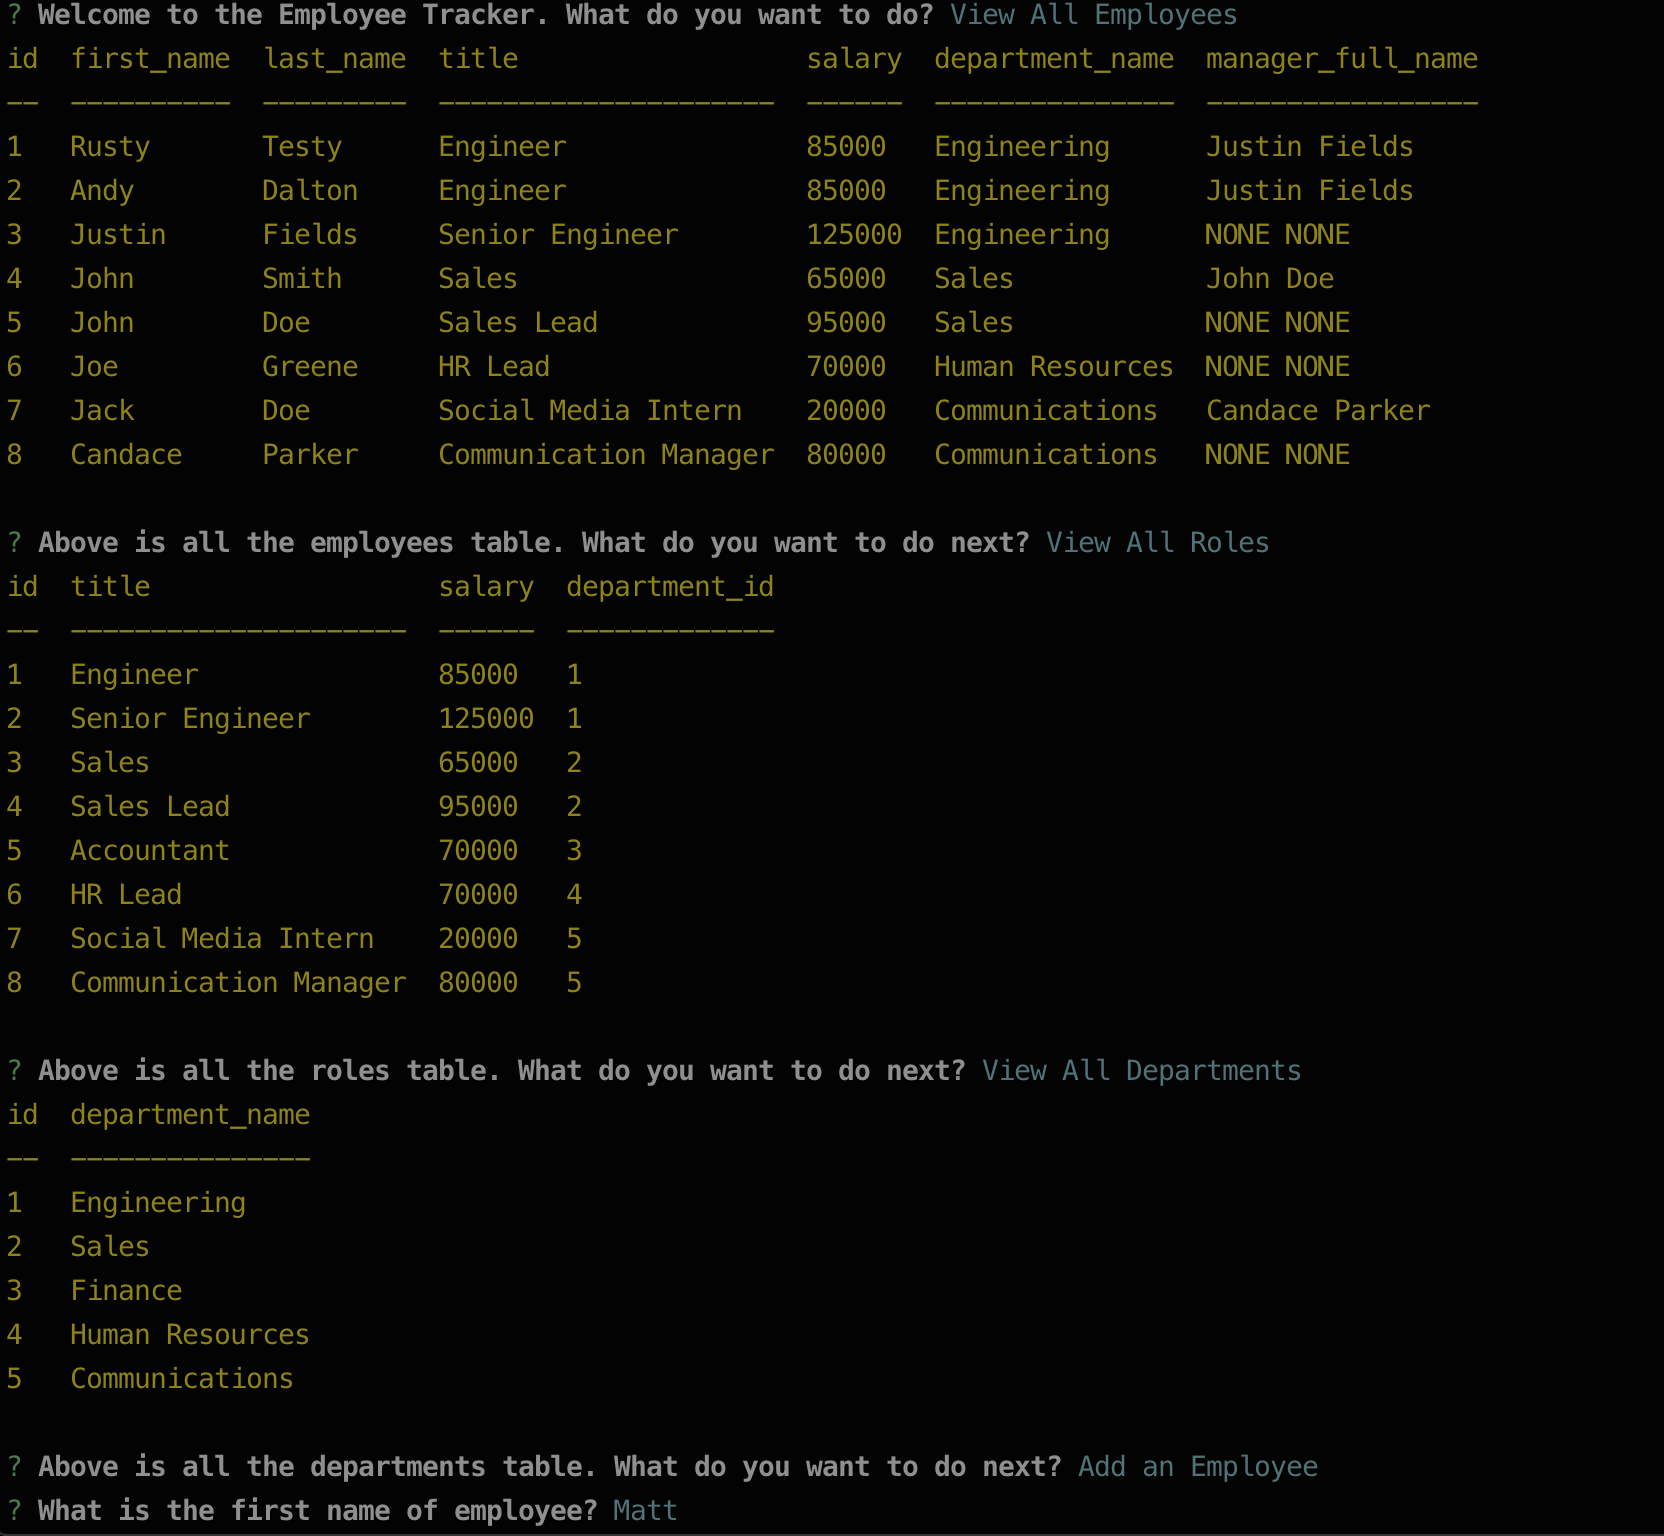 ? Welcome to the Employee Tracker. What do you want to do? View All Employees
id  first_name  last_name  title                  salary  department_name  manager_full_name
--  ----------  ---------  ---------------------  ------  ---------------  -----------------
1   Rusty       Testy      Engineer               85000   Engineering      Justin Fields
2   Andy        Dalton     Engineer               85000   Engineering      Justin Fields
3   Justin      Fields     Senior Engineer        125000  Engineering      NONE NONE
4   John        Smith      Sales                  65000   Sales            John Doe
5   John        Doe        Sales Lead             95000   Sales            NONE NONE
6   Joe         Greene     HR Lead                70000   Human Resources  NONE NONE
7   Jack        Doe        Social Media Intern    20000   Communications   Candace Parker
8   Candace     Parker     Communication Manager  80000   Communications   NONE NONE

? Above is all the employees table. What do you want to do next? View All Roles
id  title                  salary  department_id
--  ---------------------  ------  -------------
1   Engineer               85000   1
2   Senior Engineer        125000  1
3   Sales                  65000   2
4   Sales Lead             95000   2
5   Accountant             70000   3
6   HR Lead                70000   4
7   Social Media Intern    20000   5
8   Communication Manager  80000   5

? Above is all the roles table. What do you want to do next? View All Departments
id  department_name
--  ---------------
1   Engineering
2   Sales
3   Finance
4   Human Resources
5   Communications

? Above is all the departments table. What do you want to do next? Add an Employee
? What is the first name of employee? Matt